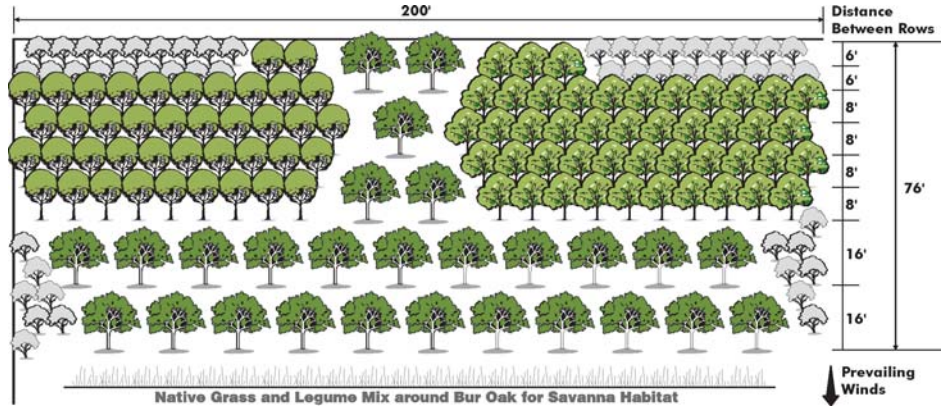 200'
Distance
Between Rows
6'
6'
8'
8'
8'
8'
76'
16'
16'
Prevailing
Winds
Native Grass and Legume Mix around Bur Oak for Savanna Habitat